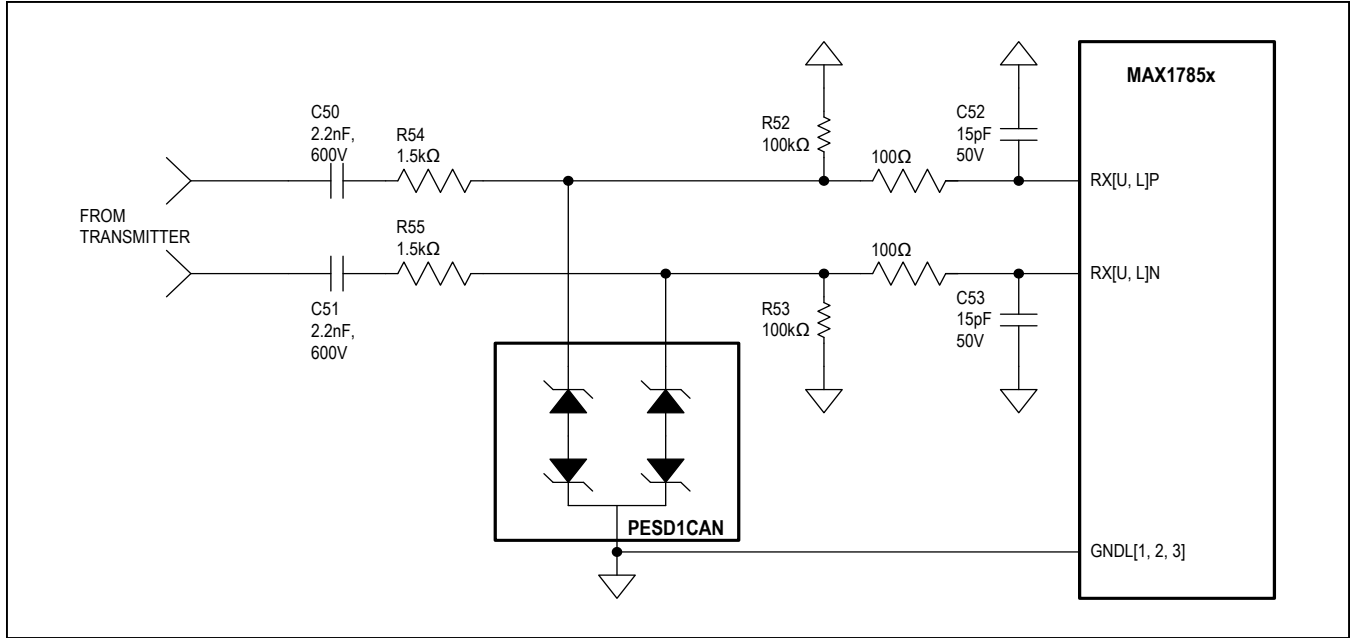 MAX1785x
C50
2.2nF,
600V
R54
1.5kΩ
R52
100kΩ
100Ω
C52
15pF
50V
RX[U, L]P
FROM
TRANSMITTER
R55
1.5kΩ
100Ω
RX[U, L]N
C51
2.2nF,
600V
R53
100kΩ
C53
15pF
50V
PESD1CAN
GNDL[1, 2, 3]